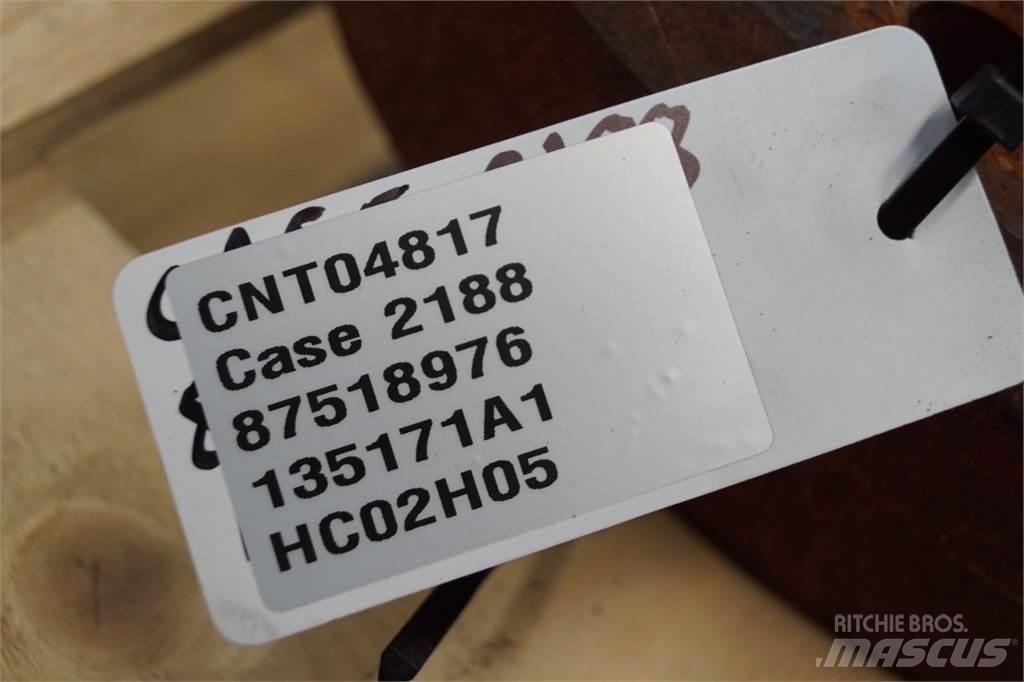 CNT04817
Case 2188
87518976
135171A1
HC02H05
RITCHIE BROS.
MASCUS